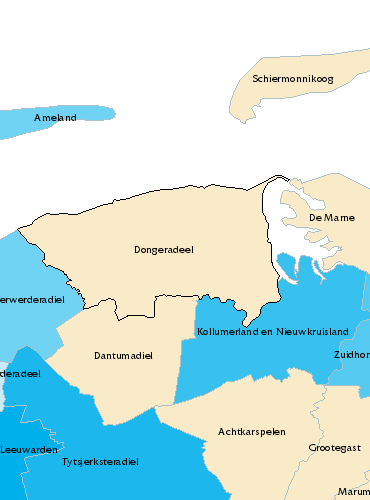 Schiermonnikoog
Ameland
De Marne
Dongeradeel
erwerderadiel
Kollumerland en Nieuwkruisland
Dantumadiel
Zuidhor
deradeel
Achtkarspelen
Leeuwarden
Grootegast
Tytsjerksteradiel
Marum